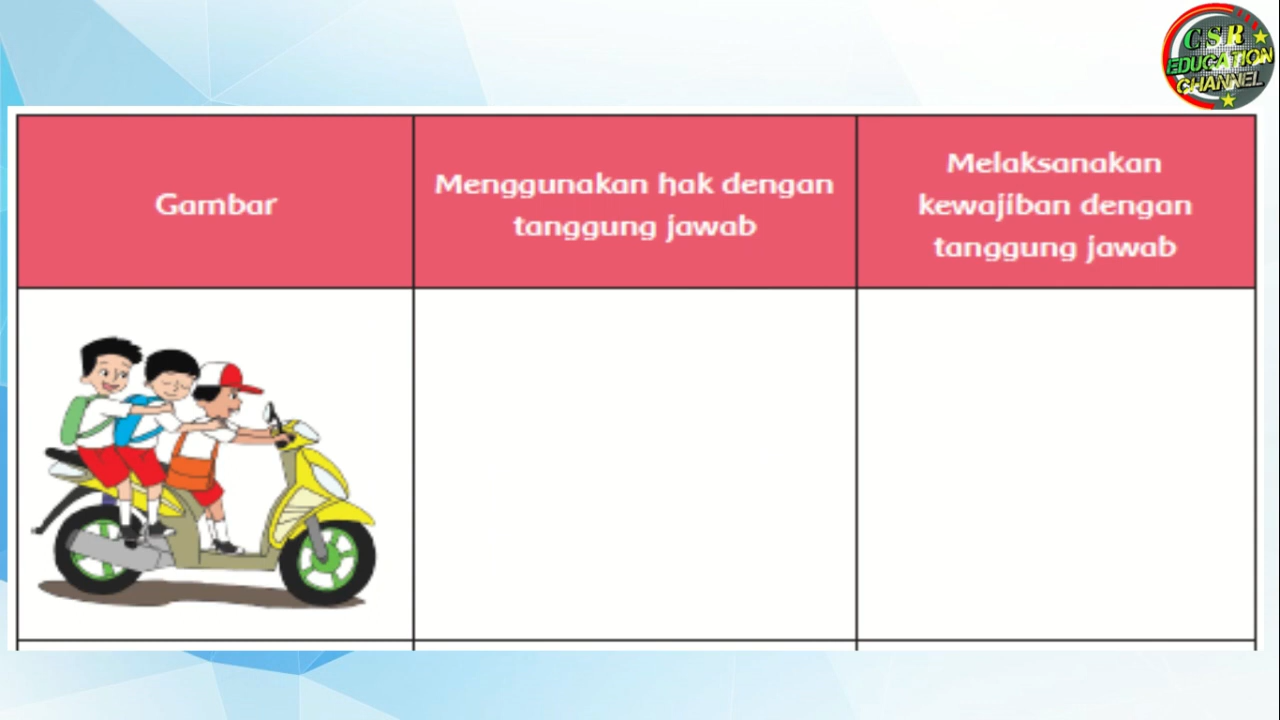 CSR
EDUCATION
CHANNEL
Gambar
Menggunakan hak dengan
tanggung jawab
Melaksanakan
kewajiban dengan
tanggung jawab